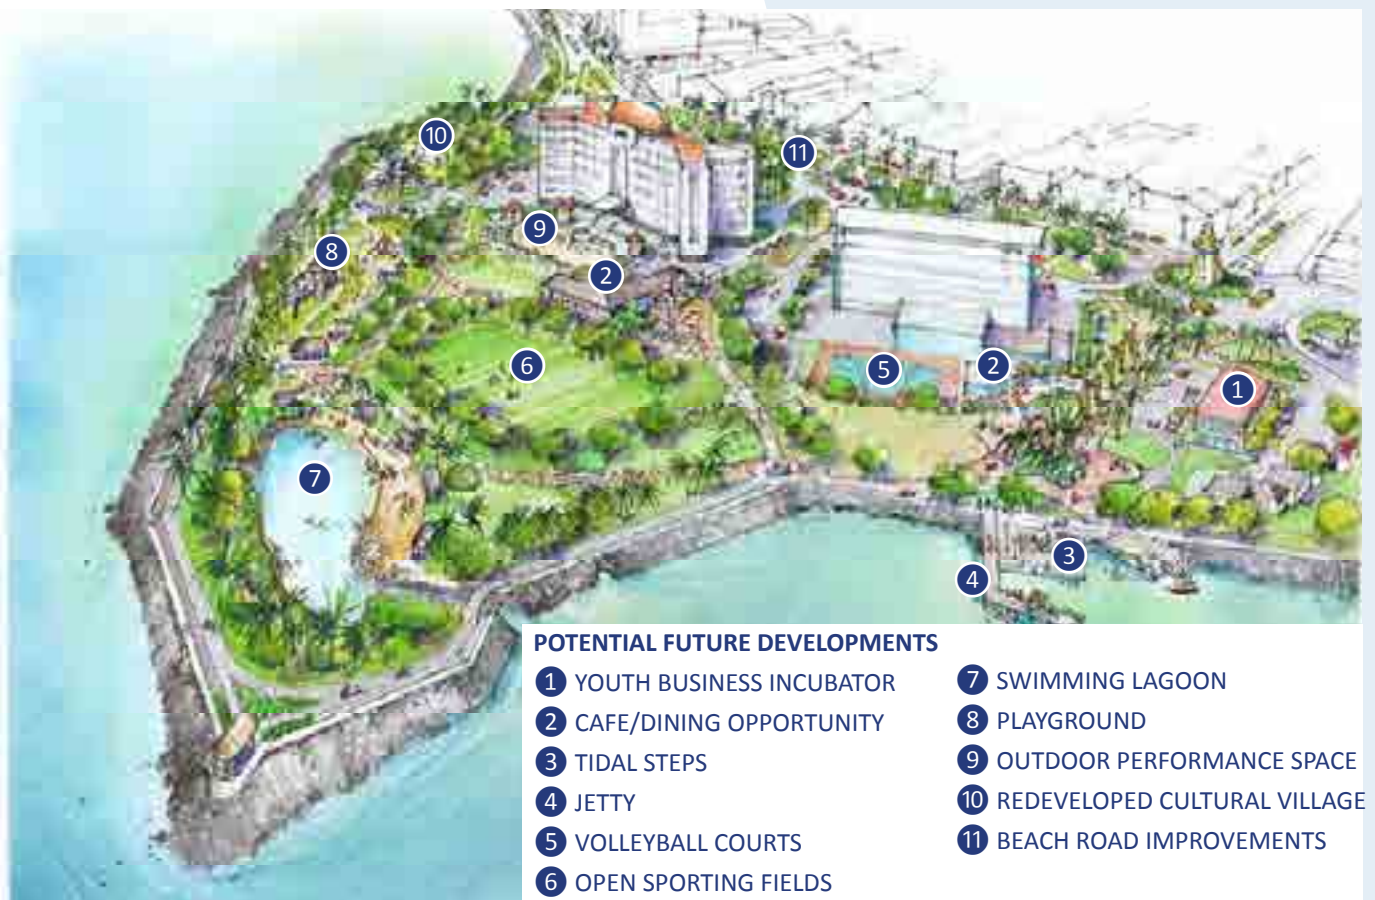 10
11
9
8
2
6
5
2
1
7
3
4
POTENTIAL FUTURE DEVELOPMENTS
1 YOUTH BUSINESS INCUBATOR
2 CAFE/DINING OPPORTUNITY
3 TIDAL STEPS
4 JETTY
5 VOLLEYBALL COURTS
6 OPEN SPORTING FIELDS
7 SWIMMING LAGOON
8 PLAYGROUND
9 OUTDOOR PERFORMANCE SPACE
10 REDEVELOPED CULTURAL VILLAGE
11 BEACH ROAD IMPROVEMENTS